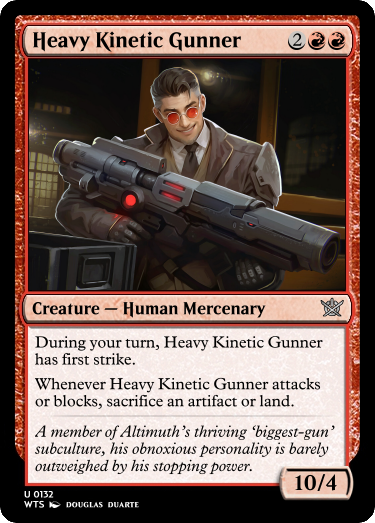 Heavy Kinetic Gunner 2
Creature — Human Mercenary
During your turn, Heavy Kinetic Gunner
has first strike.
Whenever Heavy Kinetic Gunner attacks
or blocks, sacrifice an artifact or land.
A member of Altimuth's thriving ‘biggest-gun’
subculture, his obnoxious personality is barely
outweighed by his stopping power.
10/4
U 0132
WTS DOUGLAS DUARTE